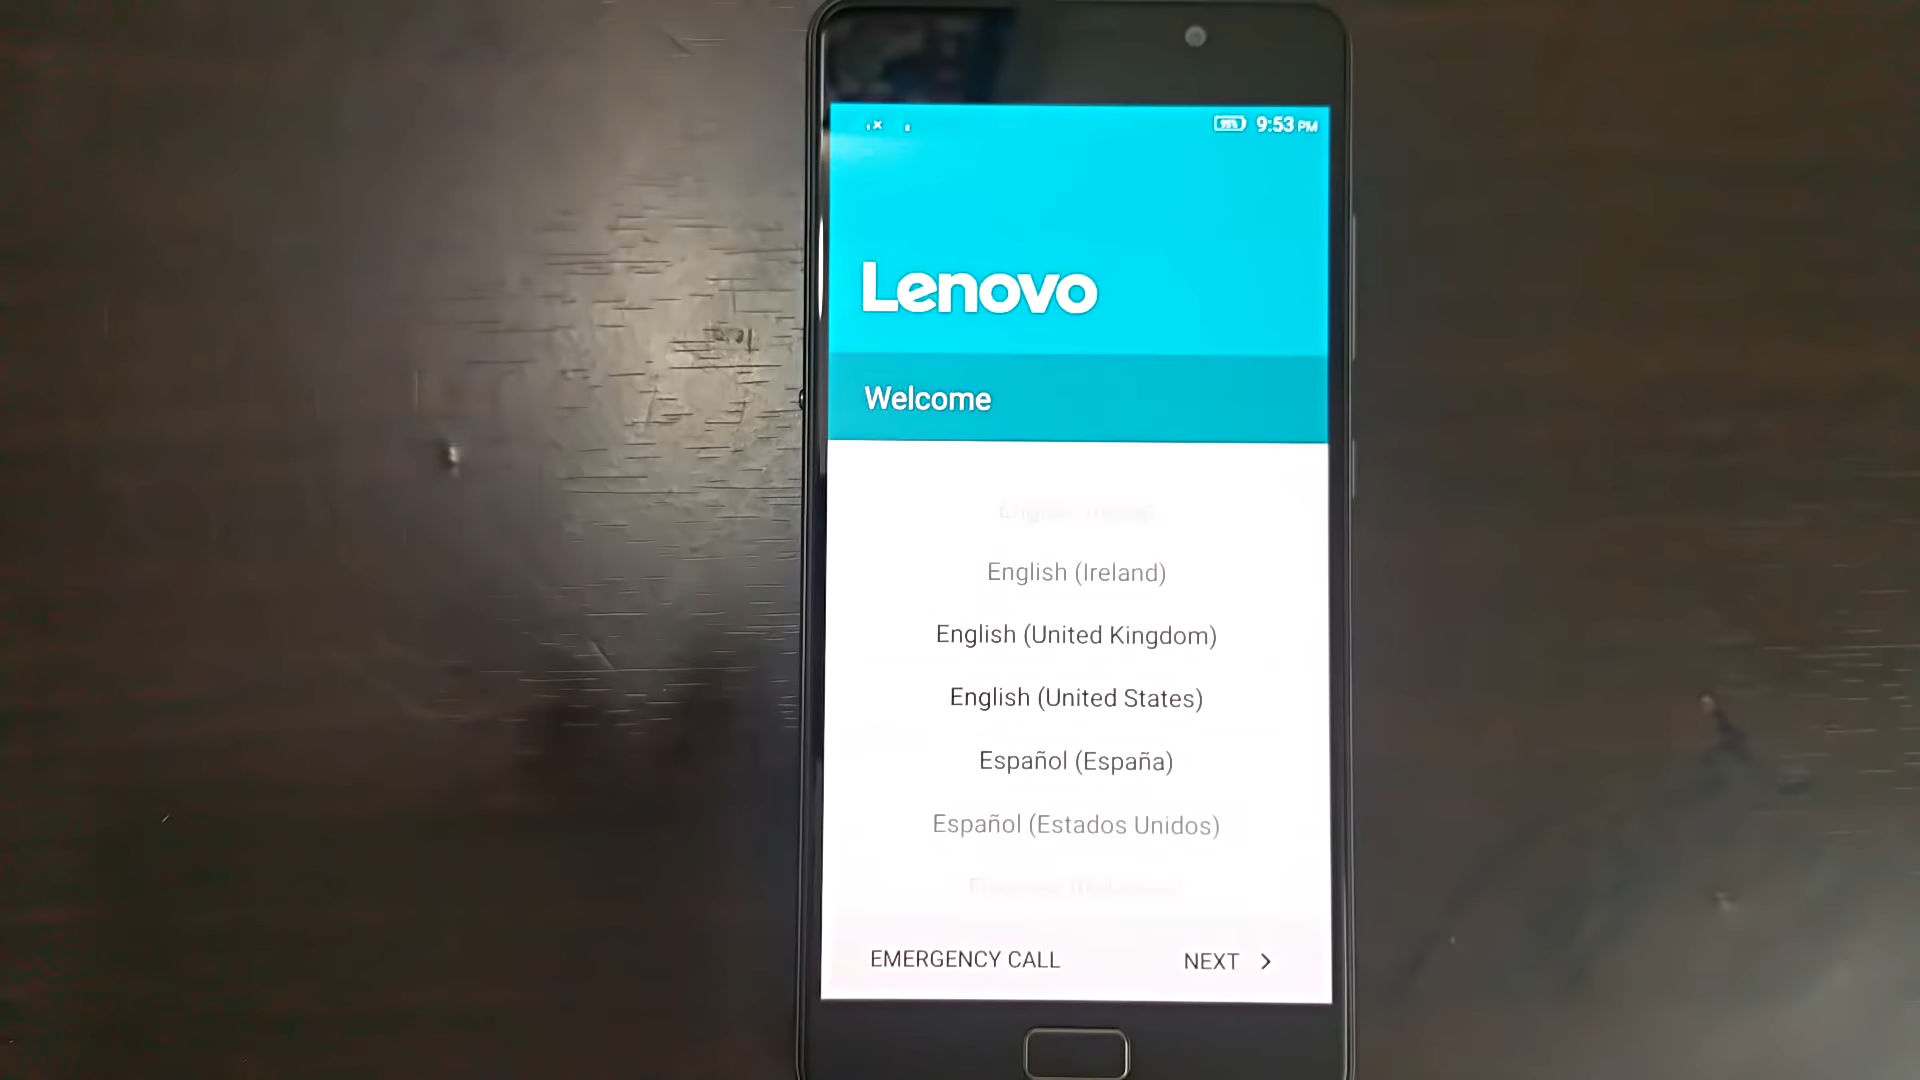 95% 9:53 PM
Lenovo
Welcome
English (Ireland)
English (United Kingdom)
English (United States)
Español (España)
Español (Estados Unidos)
EMERGENCY CALL NEXT